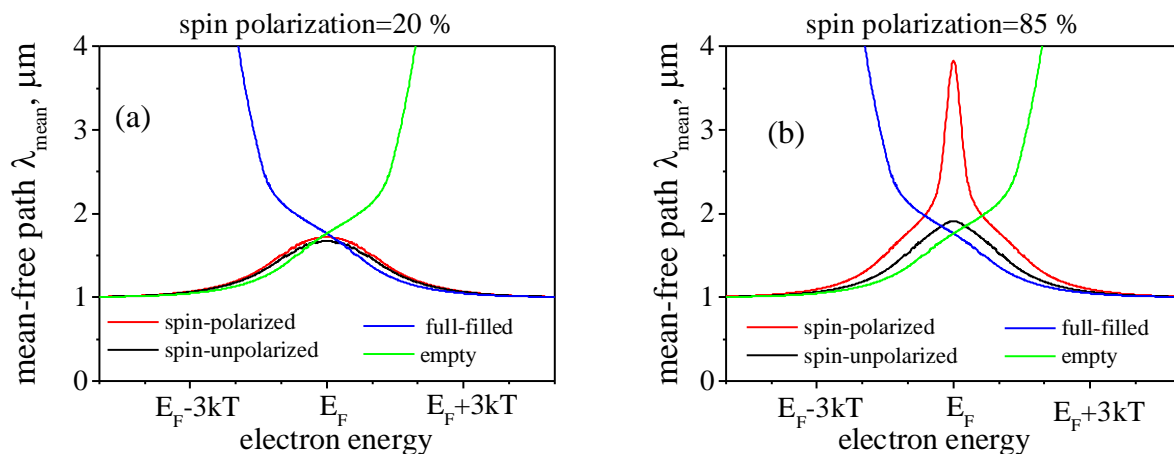 spin polarization=20 %
mean-free path λmean, μm
4
3
2
1
0
(a)
spin-polarized
spin-unpolarized
full-filled
empty
EF-3kT
EF
EF+3kT
electron energy
spin polarization=85 %
mean-free path λmean, μm
4
3
2
1
0
(b)
spin-polarized
spin-unpolarized
full-filled
empty
EF-3kT
EF
EF+3kT
electron energy